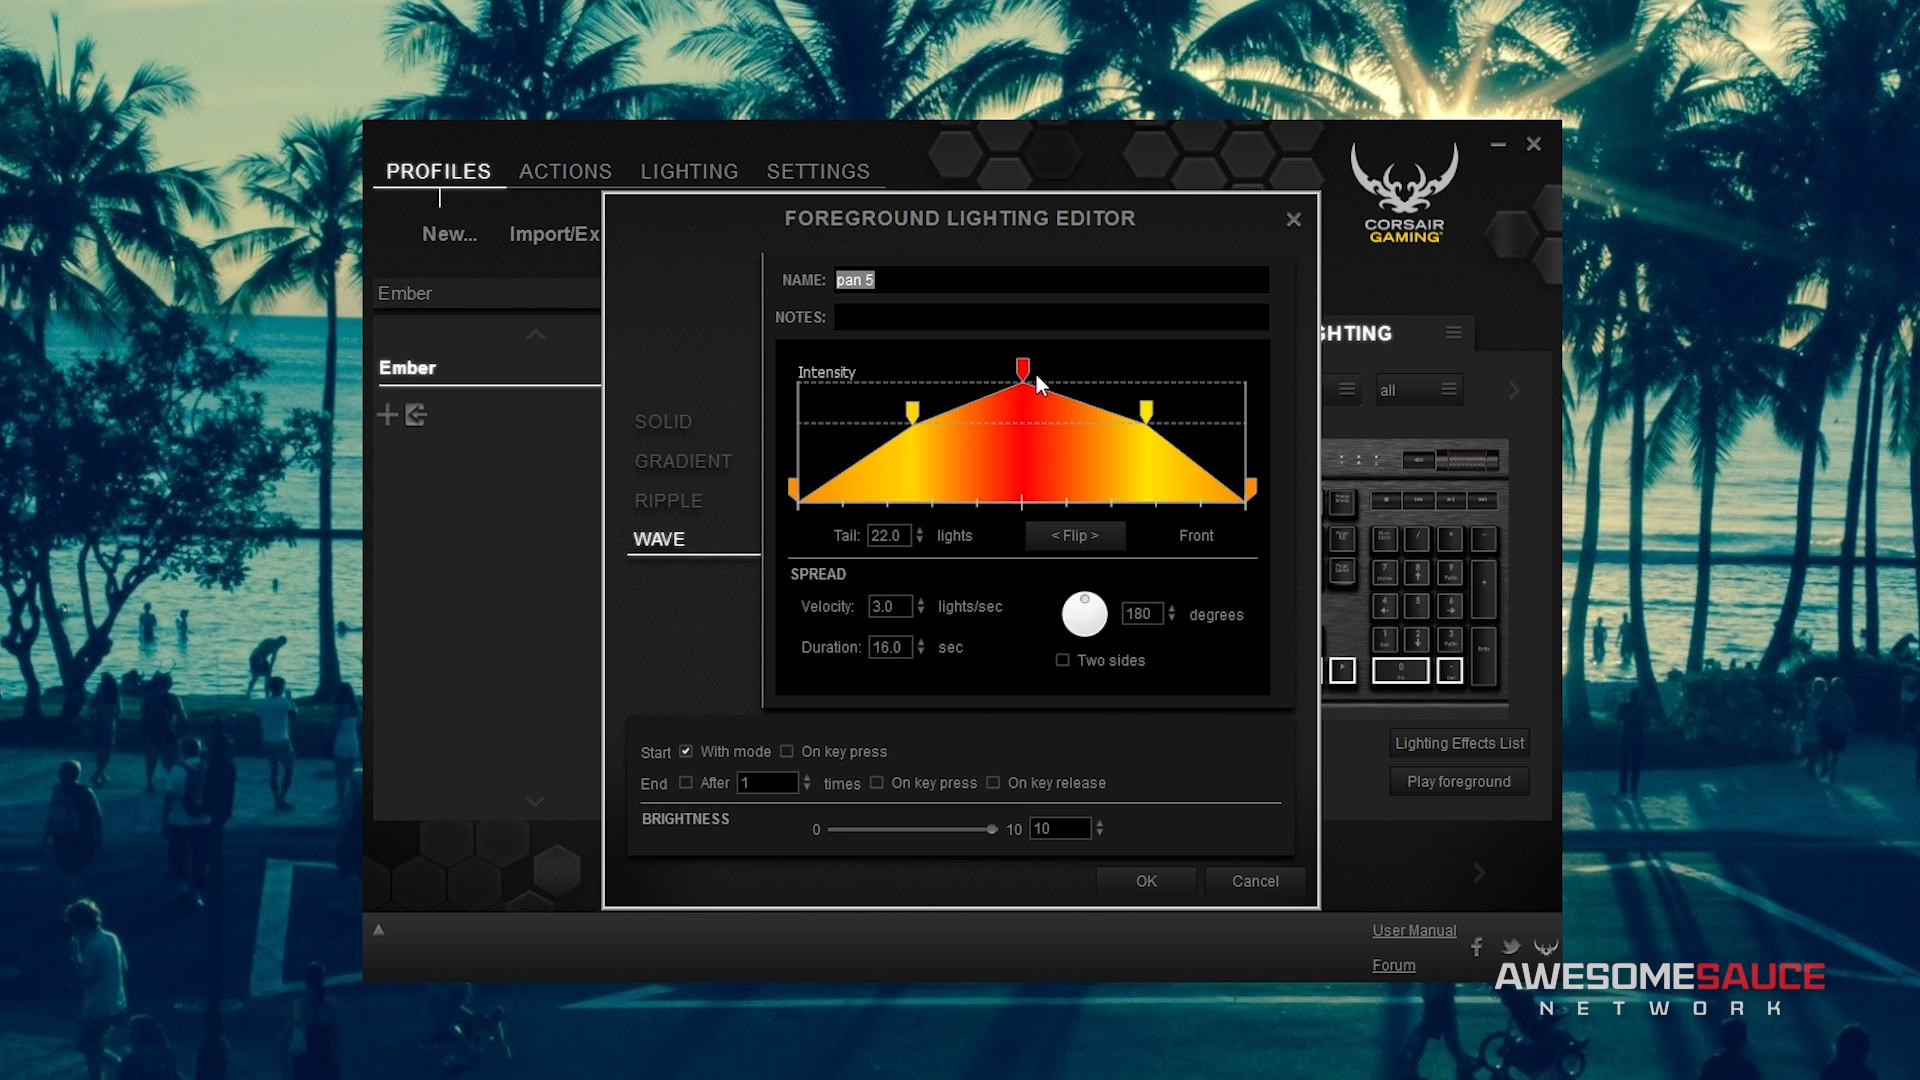 PROFILES ACTIONS LIGHTING SETTINGS
CORSAIR
GAMING
New... Import/Ex
FOREGROUND LIGHTING EDITOR
NAME: pan 5
NOTES:
Ember
Ember
GHTING
all
Intensity
SOLID
GRADIENT
RIPPLE
WAVE
Tail: 22.0 lights < Flip > Front
SPREAD
Velocity: 3.0 lights/sec
180 degrees
Duration: 16.0 sec
Two sides
Start With mode On key press
End After 1 times On key press On key release
BRIGHTNESS
0 10 10
OK Cancel
Lighting Effects List
Play foreground
User Manual
Forum
AWESOMESAUCE
NETWORK